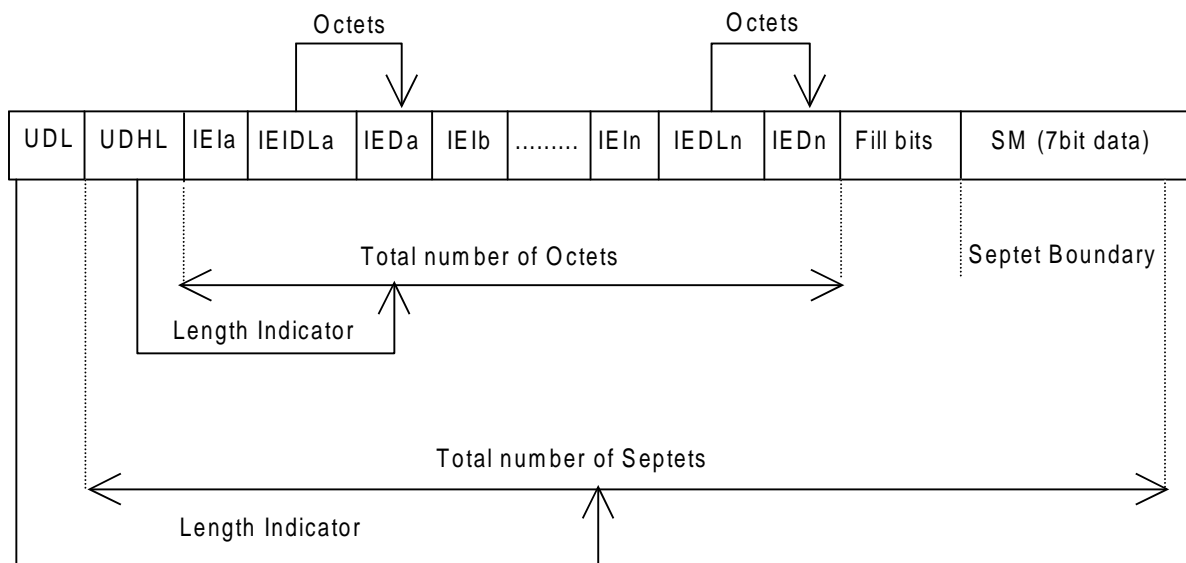 Octets Octets
UDL UDHL IEIa IEIDLa IEDa IEIb ......... IEIn IEDLn IEDn Fill bits SM (7bit data)
Total number of Octets
Septet Boundary
Length Indicator
Total number of Septets
Length Indicator